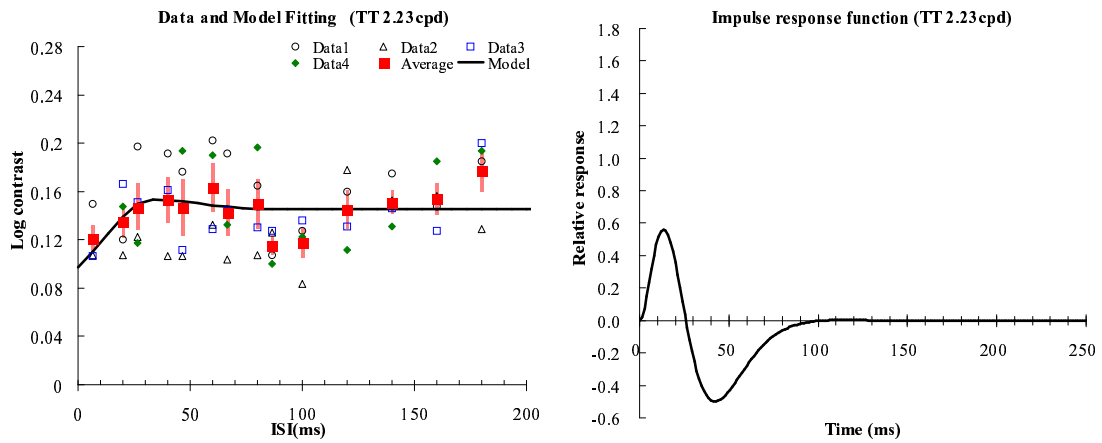 Data and Model Fitting (TT 2.23cpd)
Data1 Data2 Data3
Data4 Average Model
Log contrast
0.28
0.24
0.2
0.16
0.12
0.08
0.04
0
0 50 100 150 200
ISI(ms)
Impulse response function (TT 2.23cpd)
Relative response
1.8
1.6
1.4
1.2
1.0
0.8
0.6
0.4
0.2
0.0
-0.2
-0.4
-0.6
0 50 100 150 200 250
Time (ms)